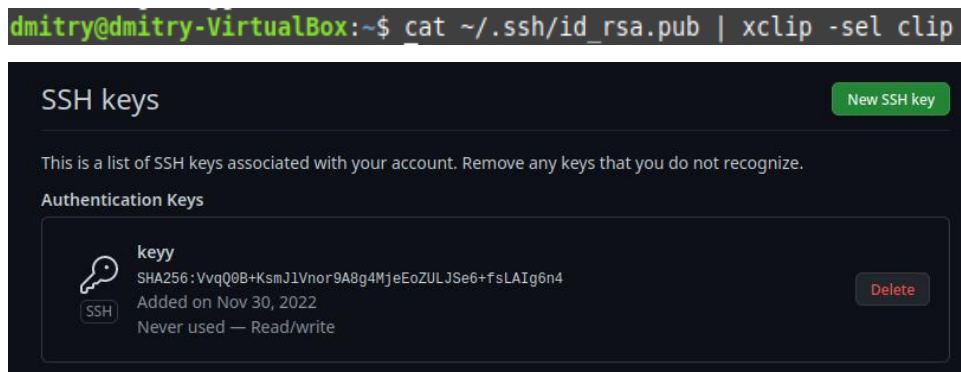 dmitry@dmitry-VirtualBox:~$ cat ~/.ssh/id_rsa.pub | xclip -sel clip
SSH keys
New SSH key
This is a list of SSH keys associated with your account. Remove any keys that you do not recognize.
Authentication Keys
keyy
SHA256:VvqQ0B+KsmJlVnor9A8g4MjeEoZULJSe6+fsLAIg6n4
Added on Nov 30, 2022
SSH
Never used — Read/write
Delete